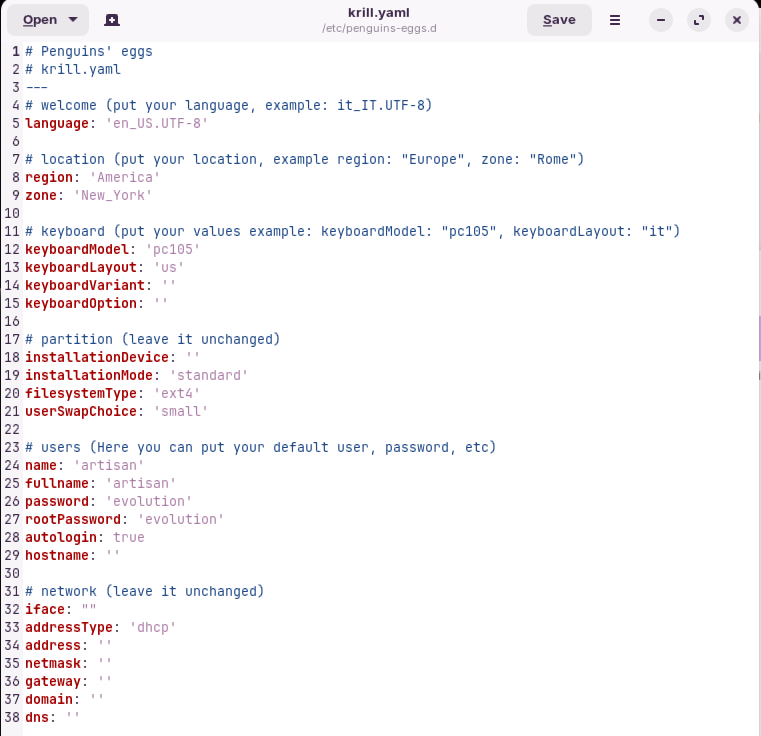 Open
krill.yaml
/etc/penguins-eggs.d
Save
1 # Penguins' eggs
2 # krill.yaml
3 ---
4 # welcome (put your language, example: it_IT.UTF-8)
5 language: 'en_US.UTF-8'
6
7 # location (put your location, example region: "Europe", zone: "Rome")
8 region: 'America'
9 zone: 'New_York'
10
11 # keyboard (put your values example: keyboardModel: "pc105", keyboardLayout: "it")
12 keyboardModel: 'pc105'
13 keyboardLayout: 'us'
14 keyboardVariant: ''
15 keyboardOption: ''
16
17 # partition (leave it unchanged)
18 installationDevice: ''
19 installationMode: 'standard'
20 filesystemType: 'ext4'
21 userSwapChoice: 'small'
22
23 # users (Here you can put your default user, password, etc)
24 name: 'artisan'
25 fullname: 'artisan'
26 password: 'evolution'
27 rootPassword: 'evolution'
28 autologin: true
29 hostname: ''
30
31 # network (leave it unchanged)
32 iface: ""
33 addressType: 'dhcp'
34 address: ''
35 netmask: ''
36 gateway: ''
37 domain: ''
38 dns: ''